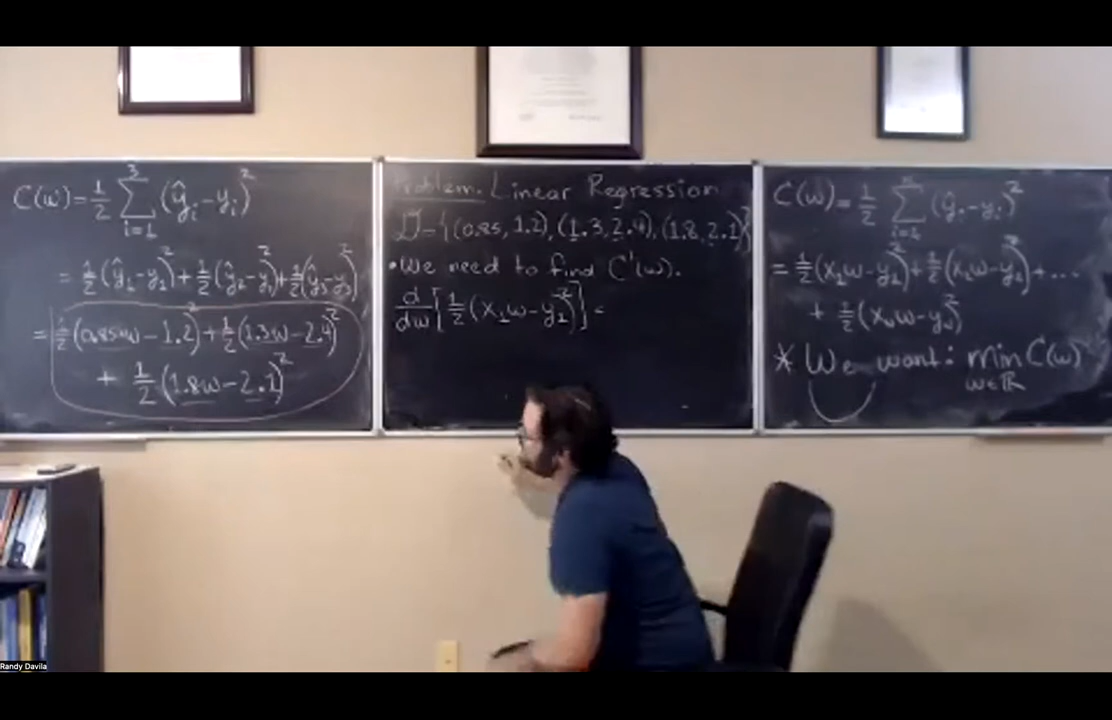 C(w) = 1/2 ∑_{i=1}^{3} (ŷ_i - y_i)^2
= 1/2 (ŷ_1 - y_1)^2 + 1/2 (ŷ_2 - y_1)^2 + 1/2 (ŷ_3 - y_3)^2
= 1/2 (0.85w - 1.2)^2 + 1/2 (1.3w - 2.4)^2
+ 1/2 (1.8w - 2.1)^2
Problem. Linear Regression
D = {(0.85, 1.2), (1.3, 2.4), (1.8, 2.1)}
• We need to find C'(w).
d/dw [1/2 (x_1w - y_1)^2] =
C(w) = 1/2 ∑_{i=1} (ŷ_i - y_i)^2
= 1/2 (x_1w - y_1)^2 + 1/2 (x_2w - y_2)^2 + ...
+ 1/2 (x_Nw - y_N)^2
* We want: min C(w)
w∈ℝ
Randy Davila